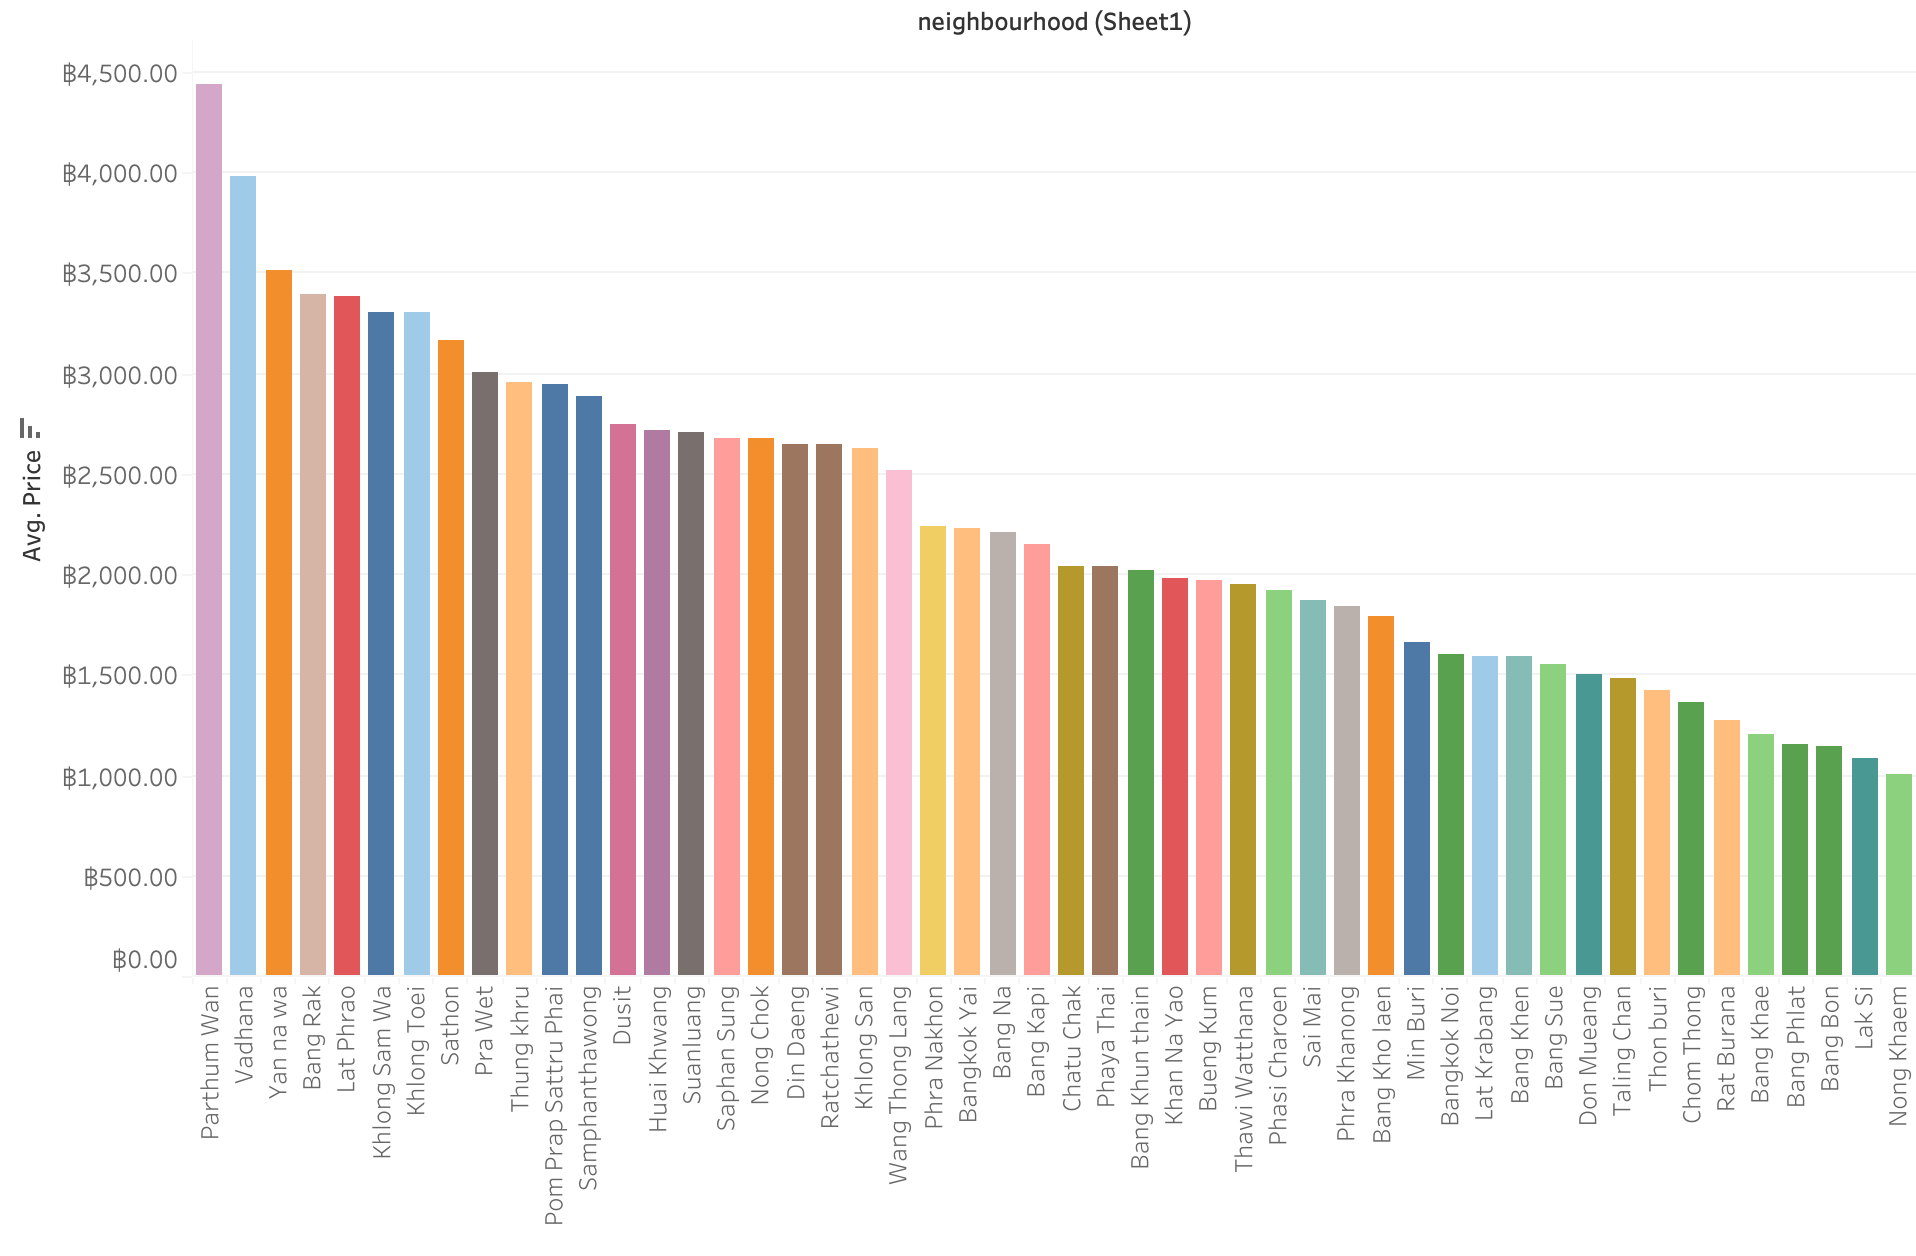 neighbourhood (Sheet1)
฿4,500.00
฿4,000.00
฿3,500.00
฿3,000.00
฿2,500.00
฿2,000.00
฿1,500.00
฿1,000.00
฿500.00
฿0.00
Avg. Price
Parthum Wan
Vadhana
Yan na wa
Bang Rak
Lat Phrao
Khlong Sam Wa
Khlong Toei
Sathon
Pra Wet
Thung khru
Pom Prap Sattru Phai
Samphanthawong
Dusit
Huai Khwang
Suanluang
Saphan Sung
Nong Chok
Din Daeng
Ratchathewi
Khlong San
Wang Thong Lang
Phra Nakhon
Bangkok Yai
Bang Na
Bang Kapi
Chatu Chak
Phaya Thai
Bang Khun thain
Khan Na Yao
Bueng Kum
Thawi Watthana
Phasi Charoen
Sai Mai
Phra Khanong
Bang Kho laen
Min Buri
Bangkok Noi
Lat Krabang
Bang Khen
Bang Sue
Don Mueang
Taling Chan
Thon buri
Chom Thong
Rat Burana
Bang Khae
Bang Phlat
Bang Bon
Lak Si
Nong Khaem